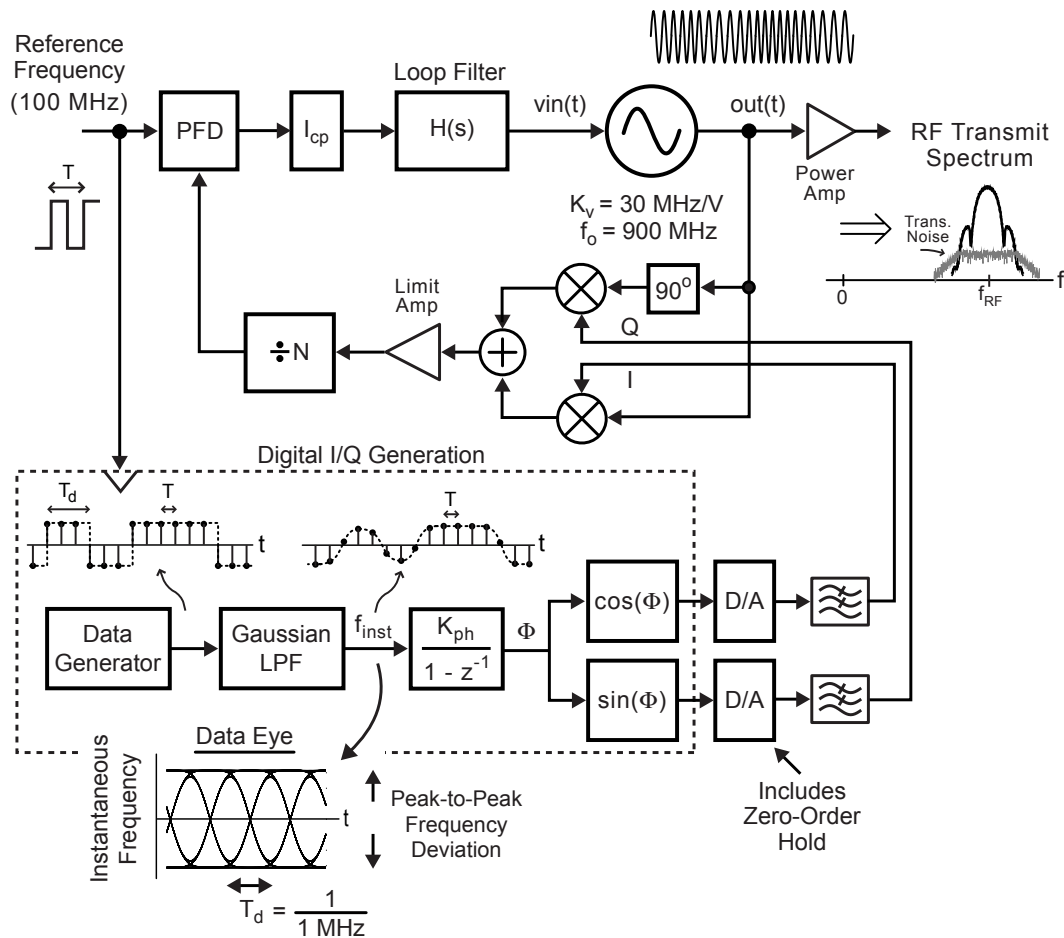 Reference
Frequency
(100 MHz)
T
PFD
I_cp
Loop Filter
H(s)
vin(t)
out(t)
K_v = 30 MHz/V
f_o = 900 MHz
Power
Amp
RF Transmit
Spectrum
Trans.
Noise
0
f_RF
f
90°
Q
I
Limit
Amp
÷N
Digital I/Q Generation
T_d
T
t
T
t
Data
Generator
Gaussian
LPF
f_inst
K_ph
1 - z^-1
Φ
cos(Φ)
D/A
sin(Φ)
D/A
Includes
Zero-Order
Hold
Data Eye
Instantaneous
Frequency
t
Peak-to-Peak
Frequency
Deviation
T_d = 1
1 MHz